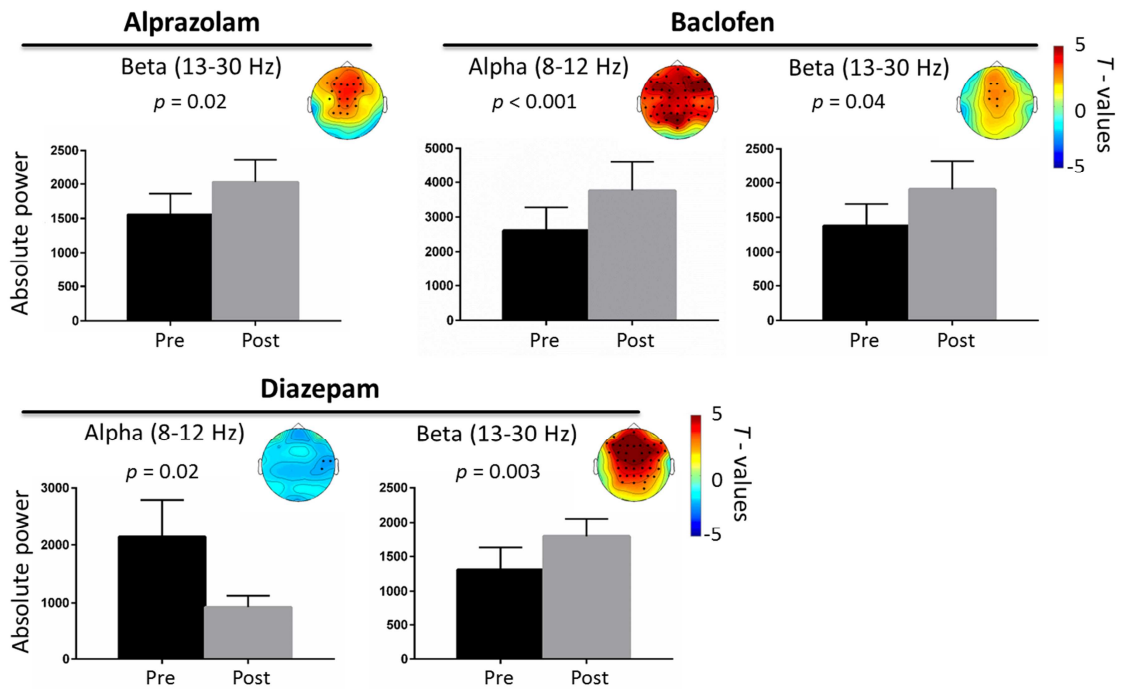 Alprazolam
Beta (13-30 Hz)
p = 0.02
Absolute power
2500
2000
1500
1000
500
0
Pre
Post
Baclofen
Alpha (8-12 Hz)
p < 0.001
5000
4000
3000
2000
1000
0
Pre
Post
Beta (13-30 Hz)
p = 0.04
2500
2000
1500
1000
500
0
Pre
Post
5
0
-5
T - values
Diazepam
Alpha (8-12 Hz)
p = 0.02
Absolute power
3000
2000
1000
0
Pre
Post
Beta (13-30 Hz)
p = 0.003
2500
2000
1500
1000
500
0
Pre
Post
5
0
-5
T - values